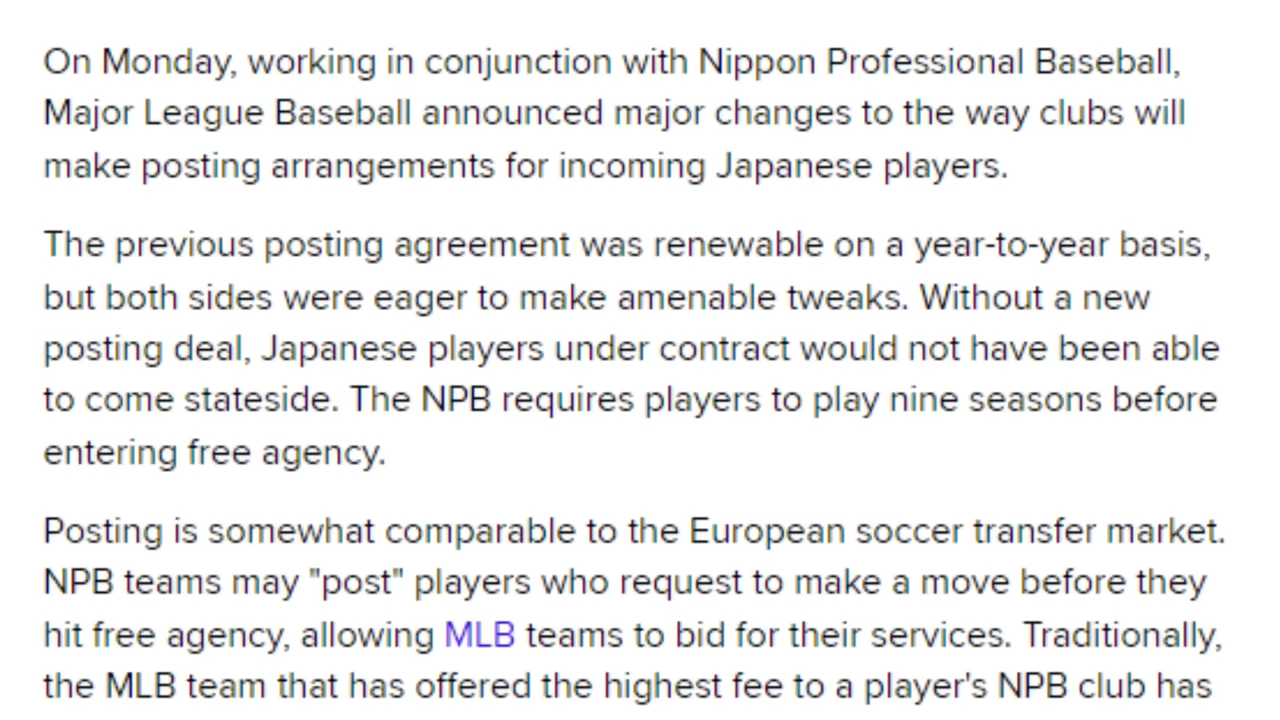 On Monday, working in conjunction with Nippon Professional Baseball,
Major League Baseball announced major changes to the way clubs will
make posting arrangements for incoming Japanese players.
The previous posting agreement was renewable on a year-to-year basis,
but both sides were eager to make amenable tweaks. Without a new
posting deal, Japanese players under contract would not have been able
to come stateside. The NPB requires players to play nine seasons before
entering free agency.
Posting is somewhat comparable to the European soccer transfer market.
NPB teams may "post" players who request to make a move before they
hit free agency, allowing MLB teams to bid for their services. Traditionally,
the MLB team that has offered the highest fee to a player's NPB club has